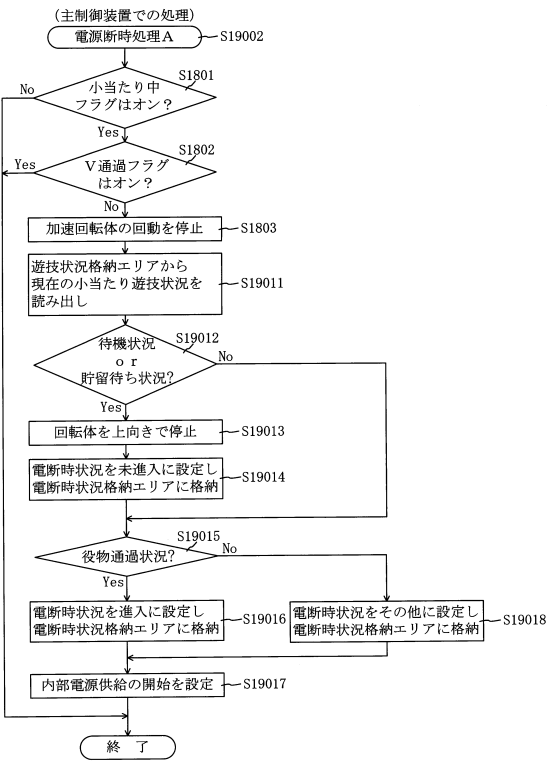 (主制御装置での処理)
電源断時処理A
S19002
S1801
小当たり中
フラグはオン?
No
Yes
S1802
V通過フラグ
はオン?
Yes
No
加速回転体の回動を停止
S1803
遊技状況格納エリアから
現在の小当たり遊技状況を
読み出し
S19011
S19012
待機状況
or
貯留待ち状況?
No
Yes
回転体を上向きで停止
S19013
電断時状況を未進入に設定し
電断時状況格納エリアに格納
S19014
S19015
役物通過状況?
No
Yes
電断時状況を進入に設定し
電断時状況格納エリアに格納
S19016
電断時状況をその他に設定し
電断時状況格納エリアに格納
S19018
内部電源供給の開始を設定
S19017
終 了